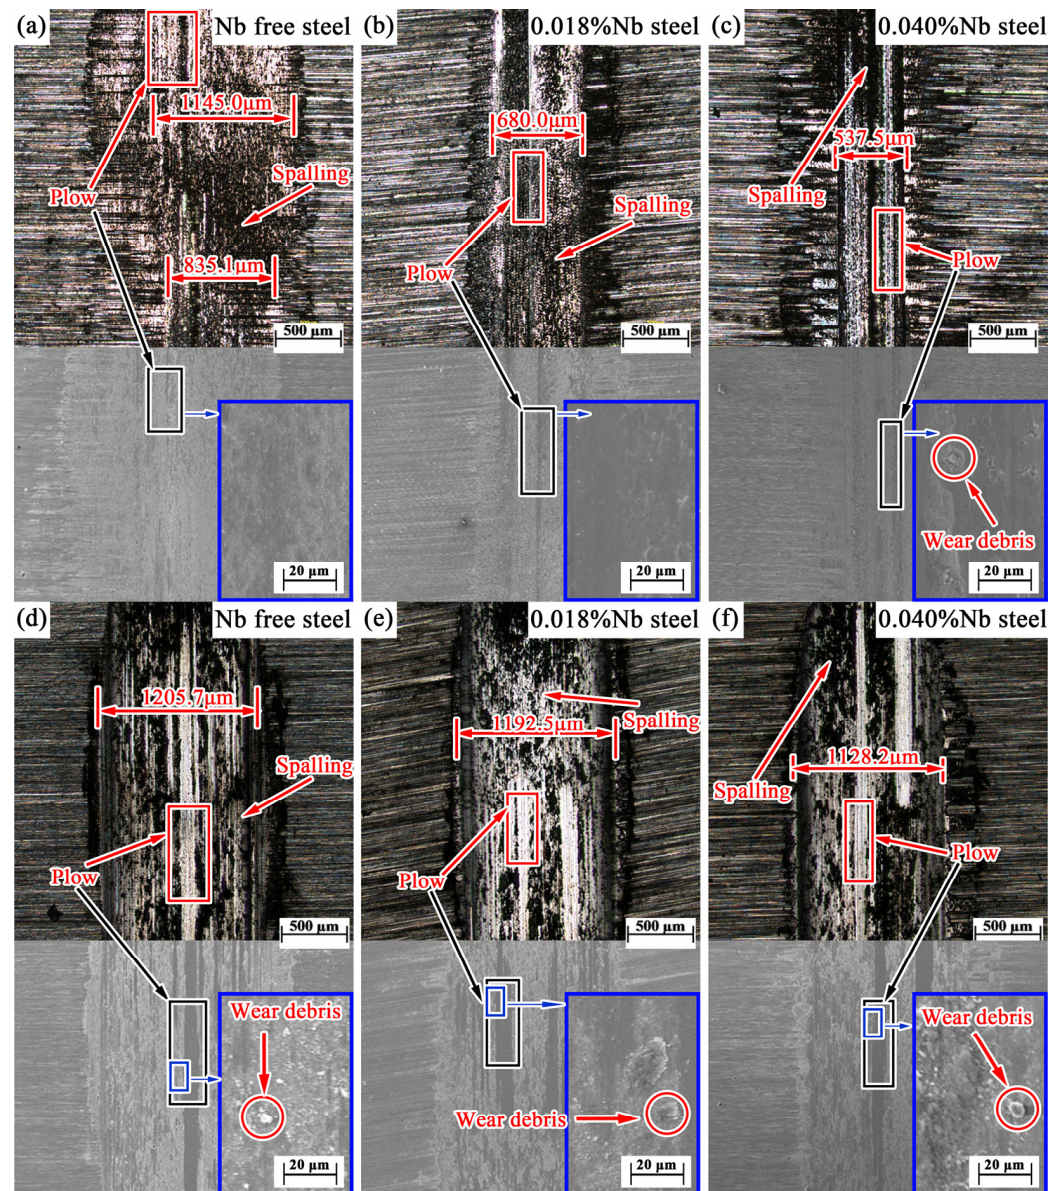 (a) Nb free steel
1145.0μm
Plow
Spalling
835.1μm
500 μm
20 μm
(b) 0.018%Nb steel
680.0μm
Spalling
Plow
500 μm
20 μm
(c) 0.040%Nb steel
537.5μm
Spalling
Plow
500 μm
Wear debris
20 μm
(d) Nb free steel
1205.7μm
Spalling
Plow
500 μm
Wear debris
20 μm
(e) 0.018%Nb steel
Spalling
1192.5μm
Plow
500 μm
Wear debris
20 μm
(f) 0.040%Nb steel
1128.2μm
Spalling
Plow
500 μm
Wear debris
20 μm